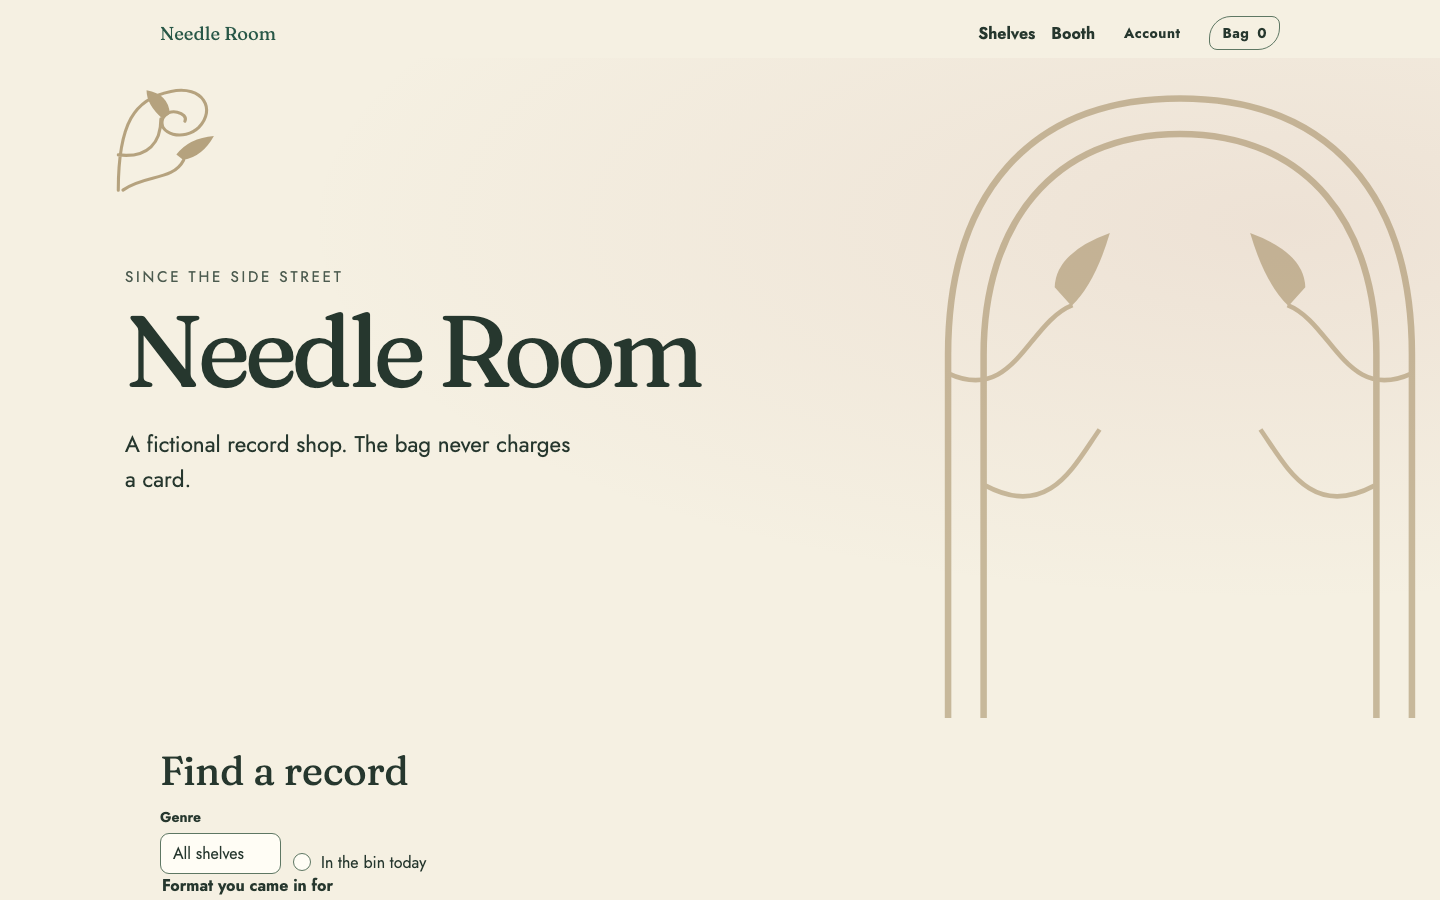 Needle Room
Shelves Booth Account Bag 0
SINCE THE SIDE STREET
Needle Room
A fictional record shop. The bag never charges
a card.
Find a record
Genre
All shelves
In the bin today
Format you came in for